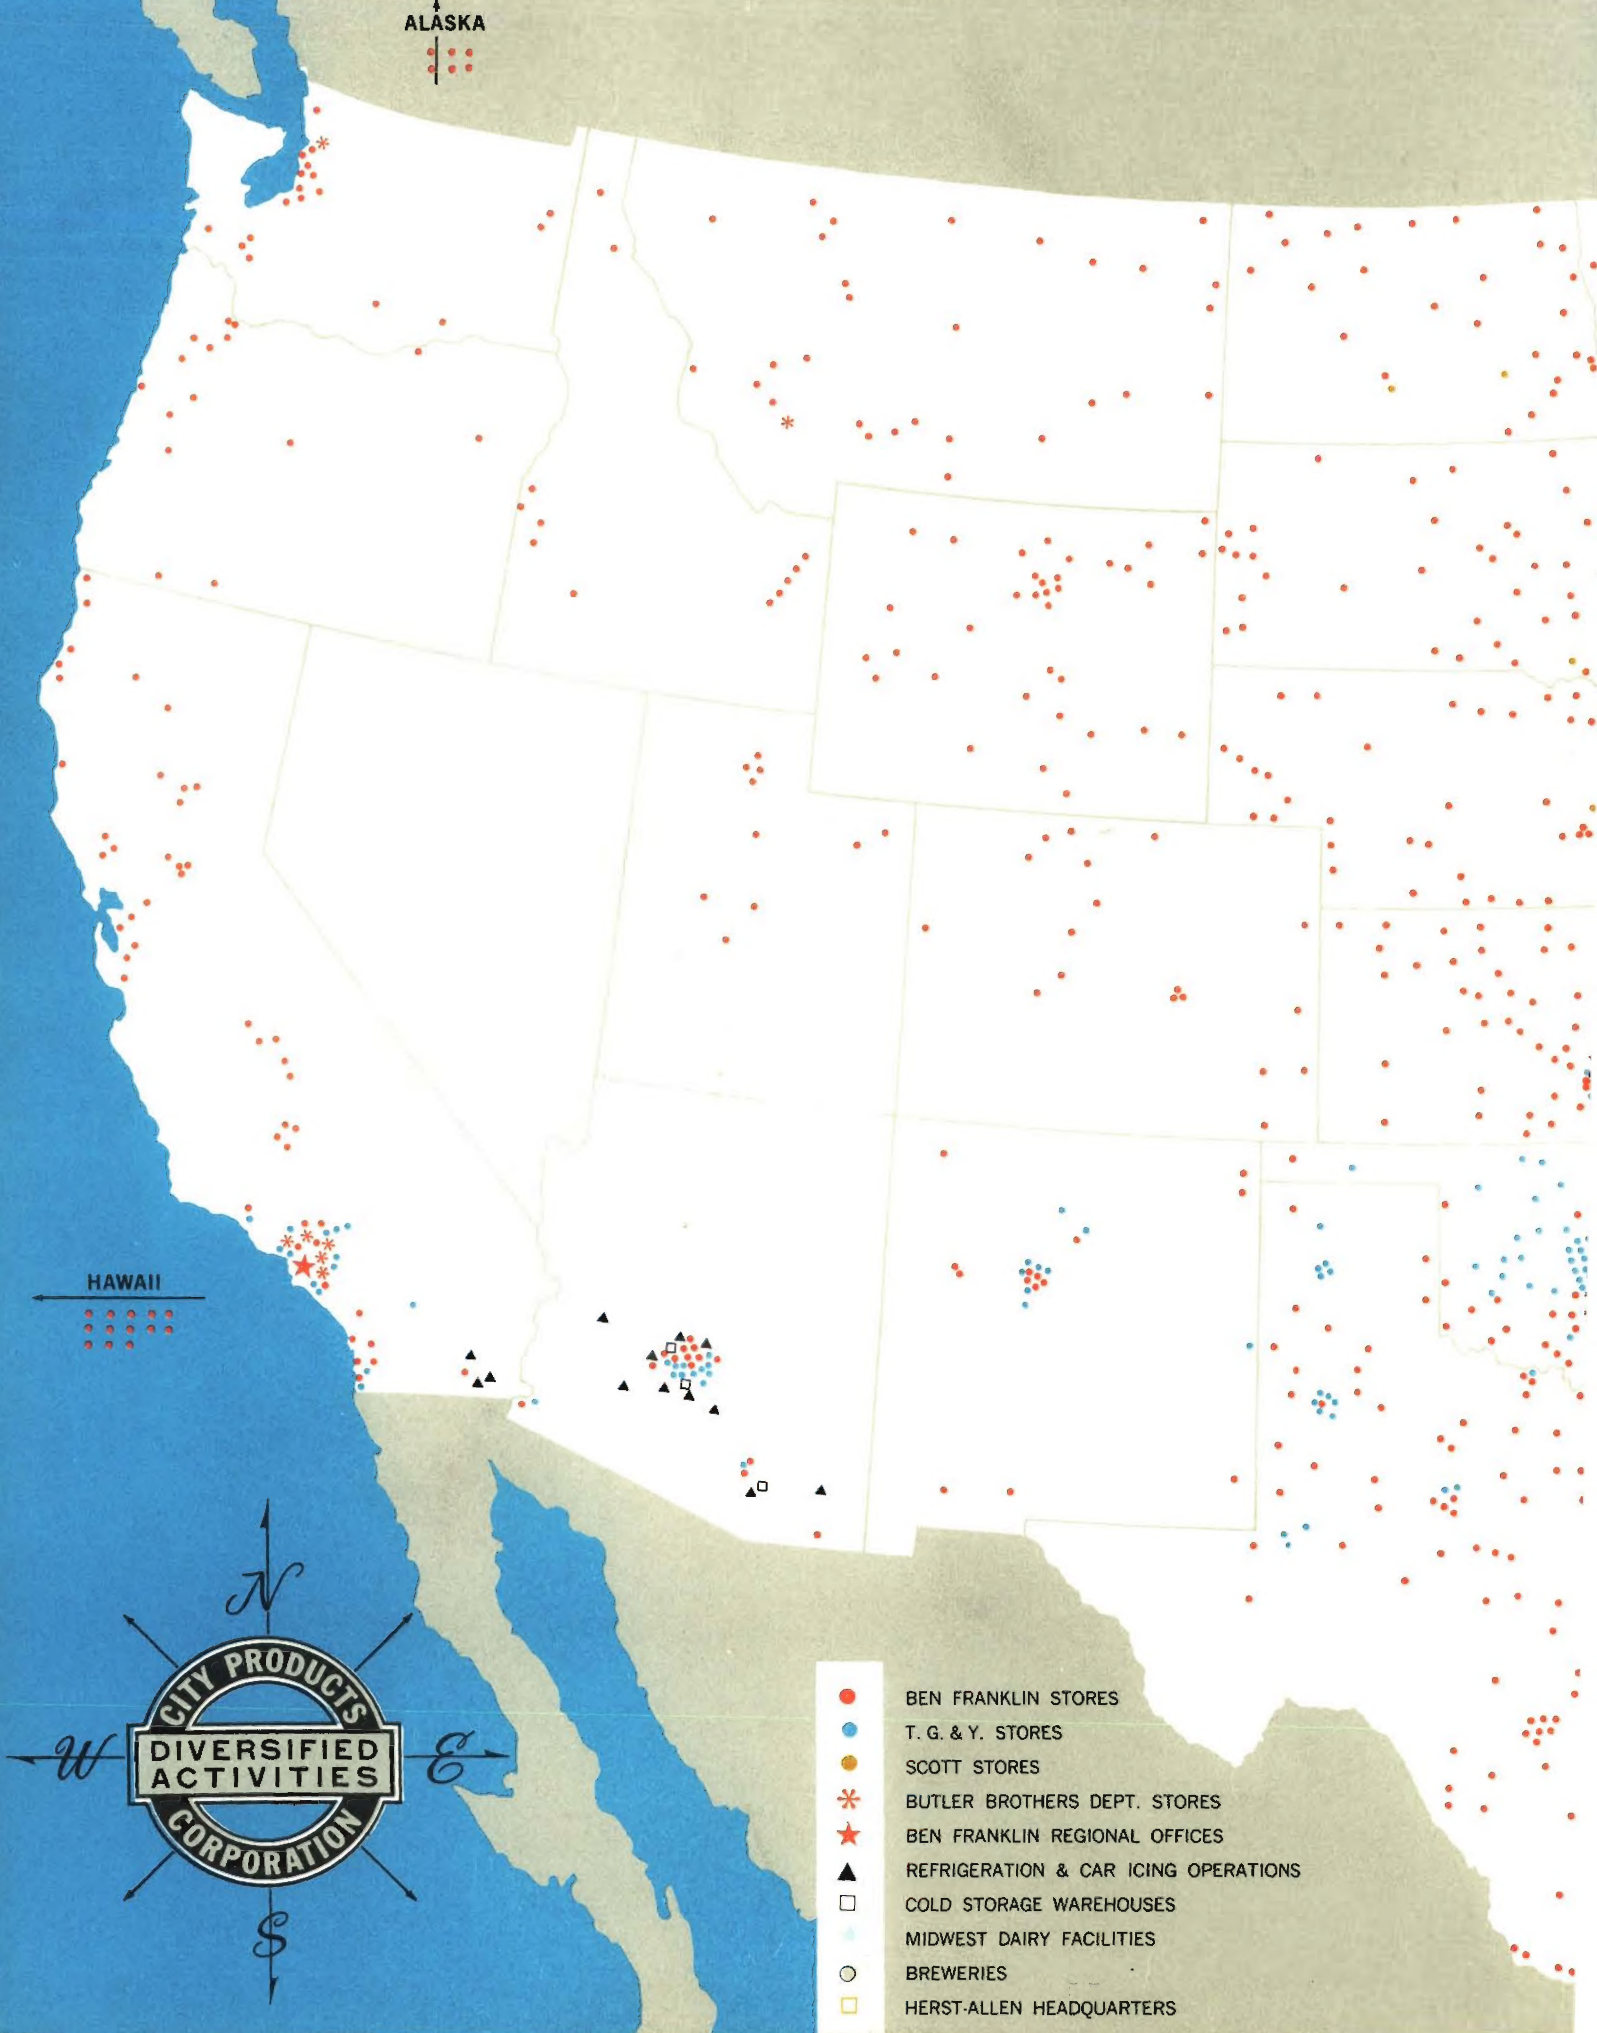 ALASKA
HAWAII
N
CITY PRODUCTS
W
DIVERSIFIED
ACTIVITIES
E
CORPORATION
S
BEN FRANKLIN STORES
T. G. & Y. STORES
SCOTT STORES
BUTLER BROTHERS DEPT. STORES
BEN FRANKLIN REGIONAL OFFICES
REFRIGERATION & CAR ICING OPERATIONS
COLD STORAGE WAREHOUSES
MIDWEST DAIRY FACILITIES
BREWERIES
HERST-ALLEN HEADQUARTERS